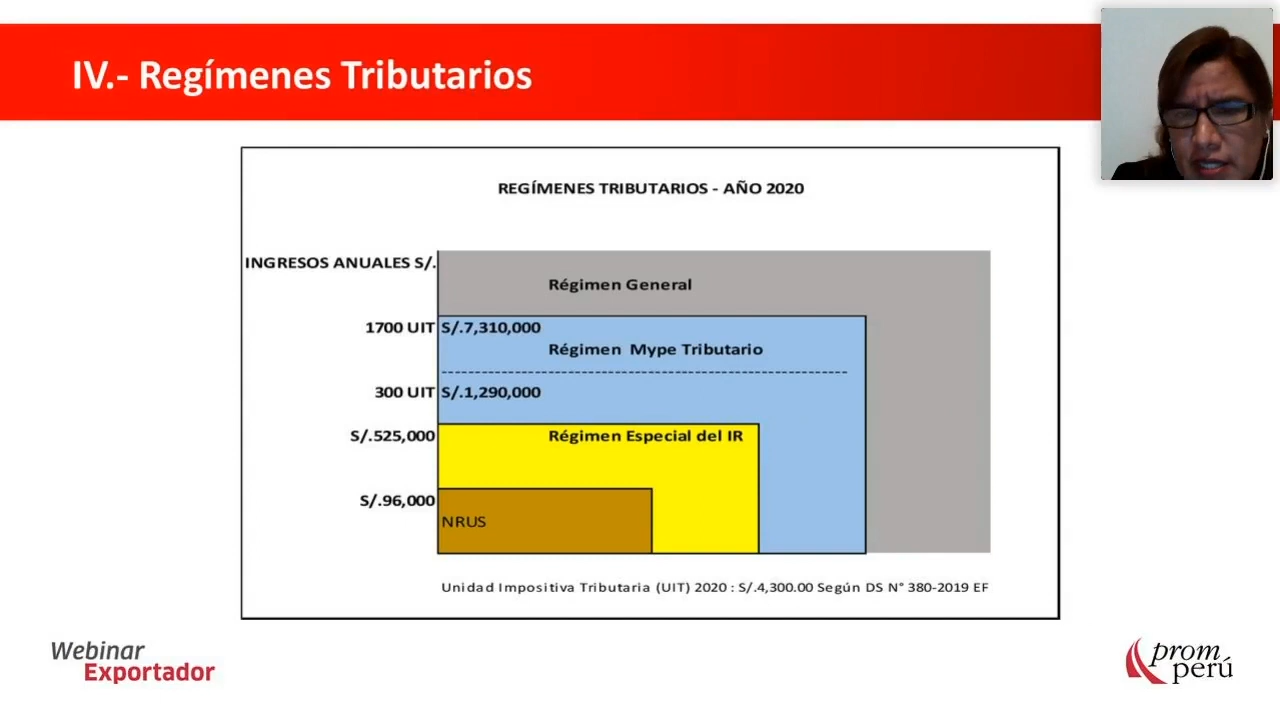 IV.- Regímenes Tributarios
REGÍMENES TRIBUTARIOS - AÑO 2020
INGRESOS ANUALES S/.
Régimen General
1700 UIT S/.7,310,000
Régimen Mype Tributario
300 UIT S/.1,290,000
S/.525,000 Régimen Especial del IR
S/.96,000
NRUS
Unidad Impositiva Tributaria (UIT) 2020 : S/.4,300.00 Según DS N° 380-2019 EF
Webinar
Exportador
prom
perú